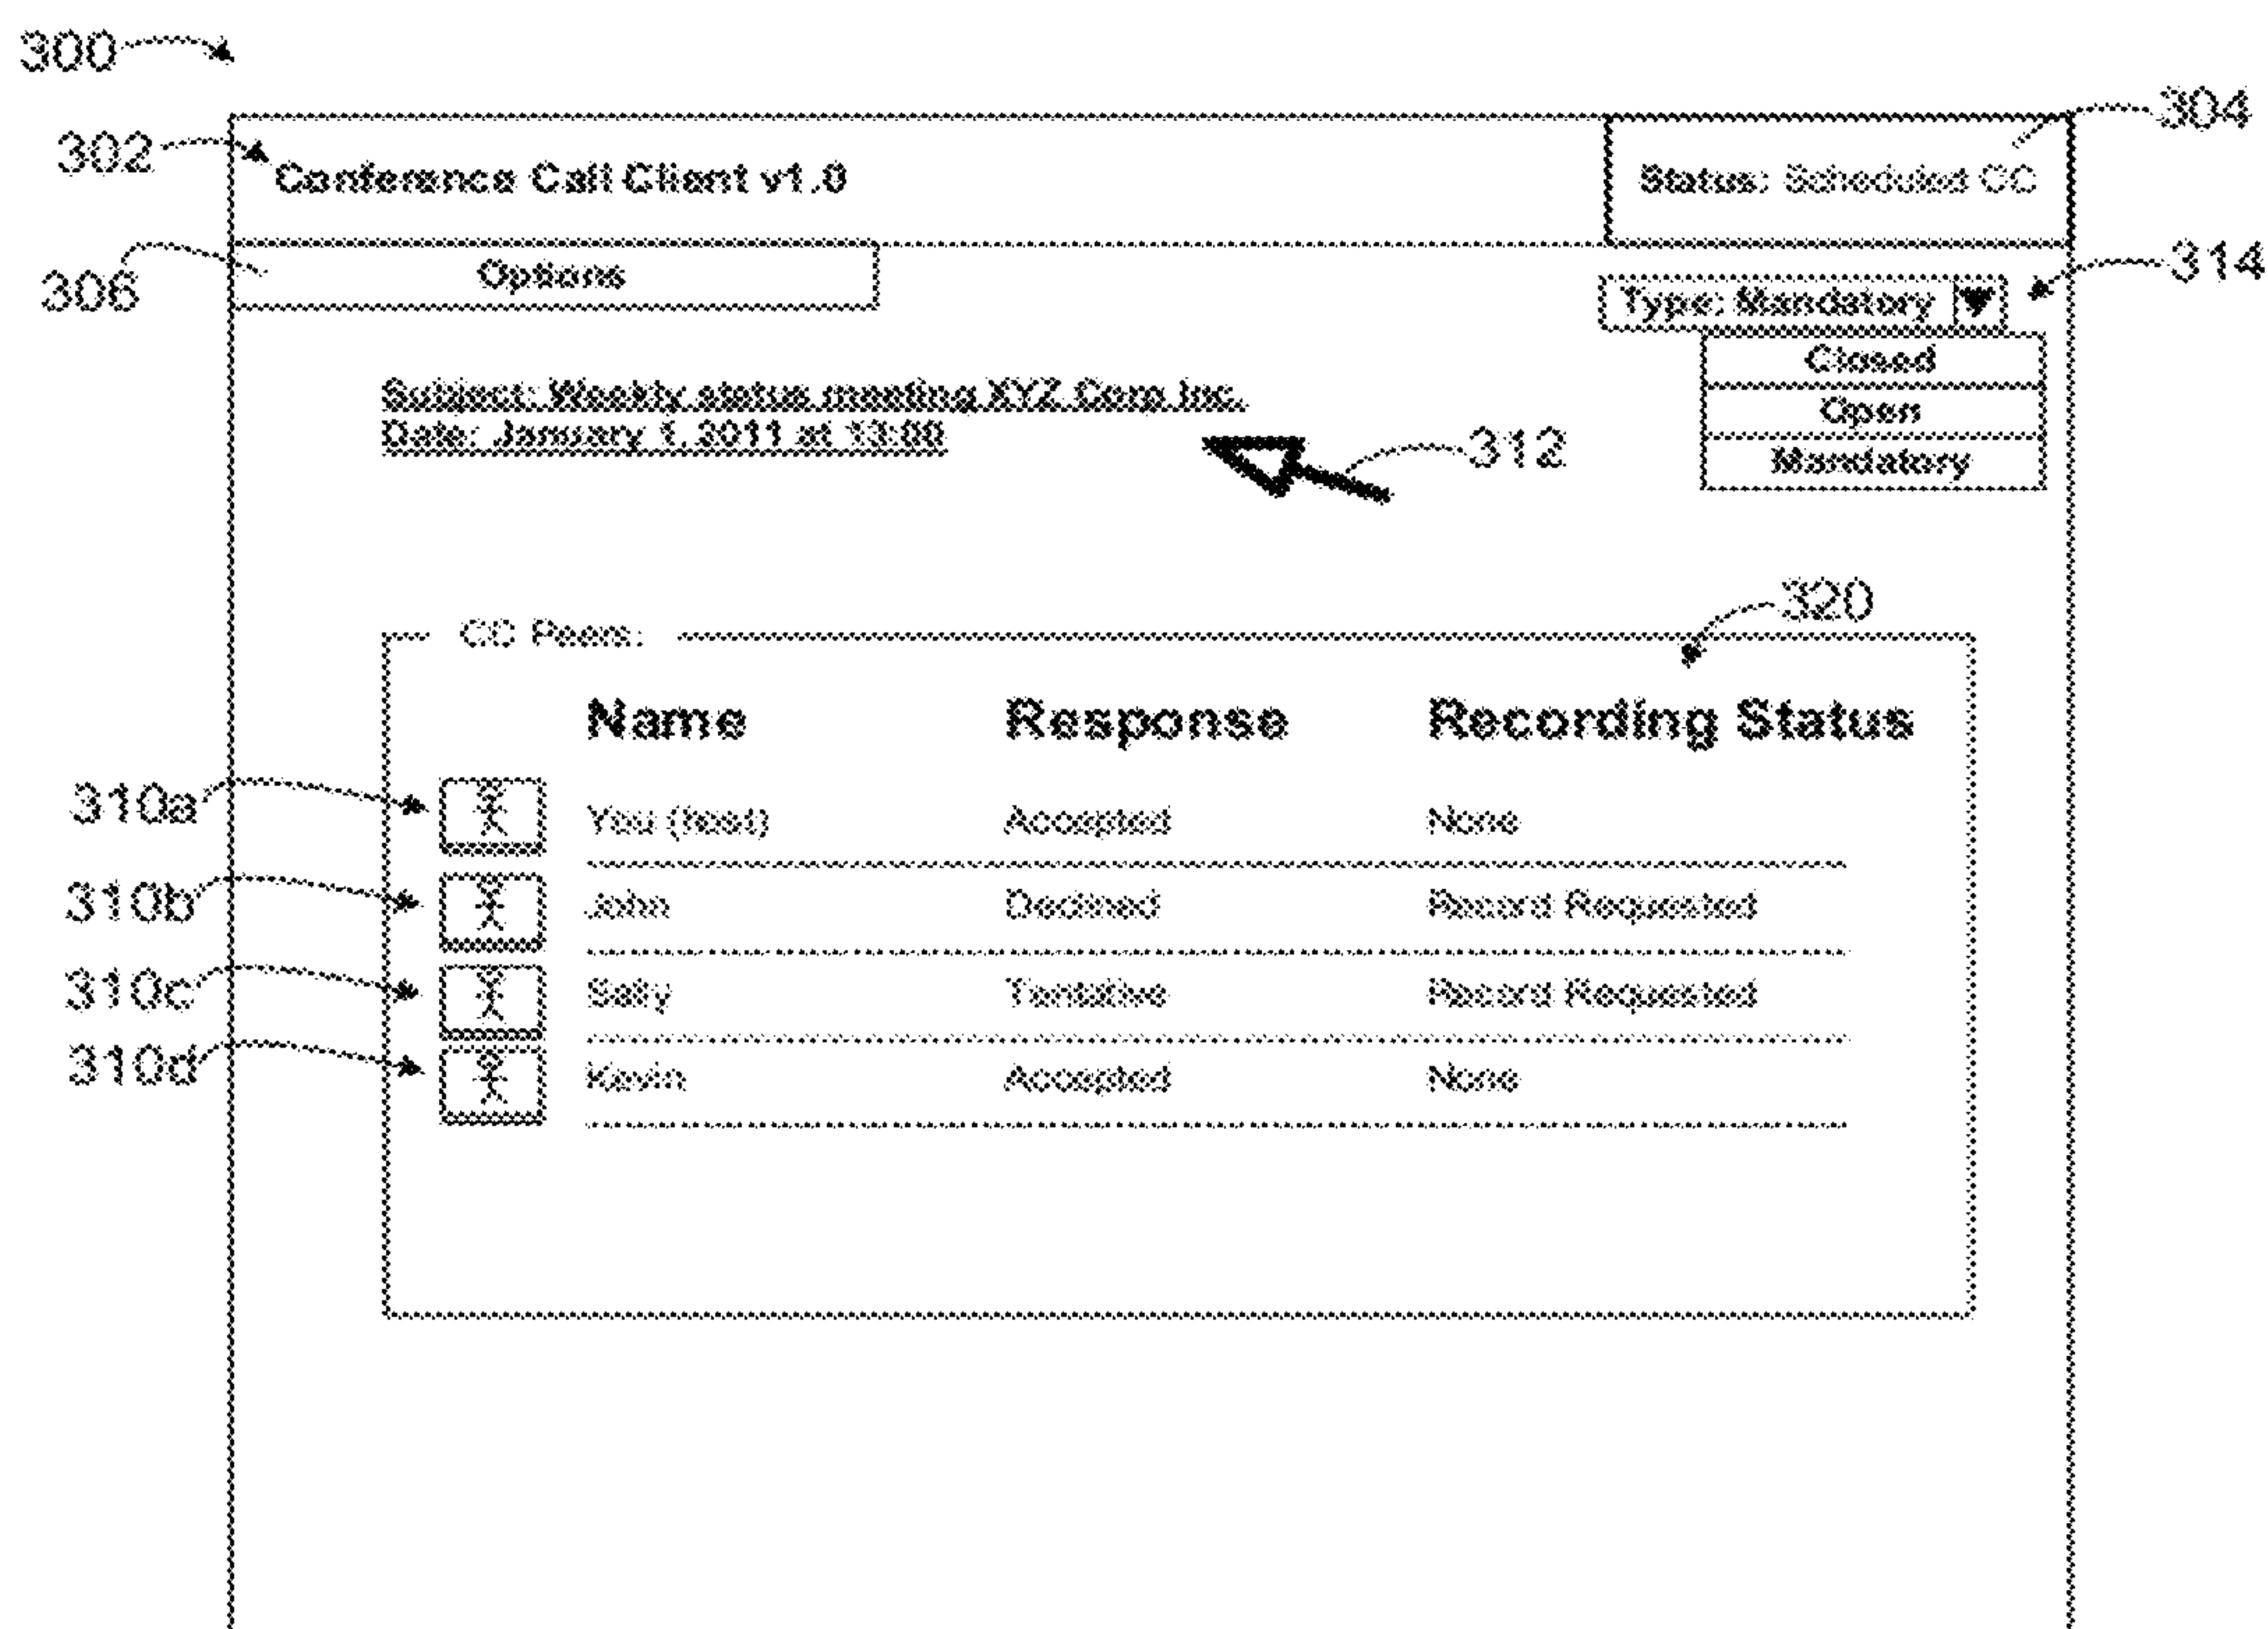 300
304
302
Conference Call Client v1.0
Status: Scheduled CC
306
Options
314
Type: Mandatory
Closed
Open
Mandatory
Subject: Weekly status meeting XYZ Corp Inc.
Date: January 1, 2011 at 13:00
312
320
CC Peers:
Name Response Recording Status
310a You (host) Accepted None
310b John Declined Record Requested
310c Sally Tentative Record Requested
310d Kevin Accepted None